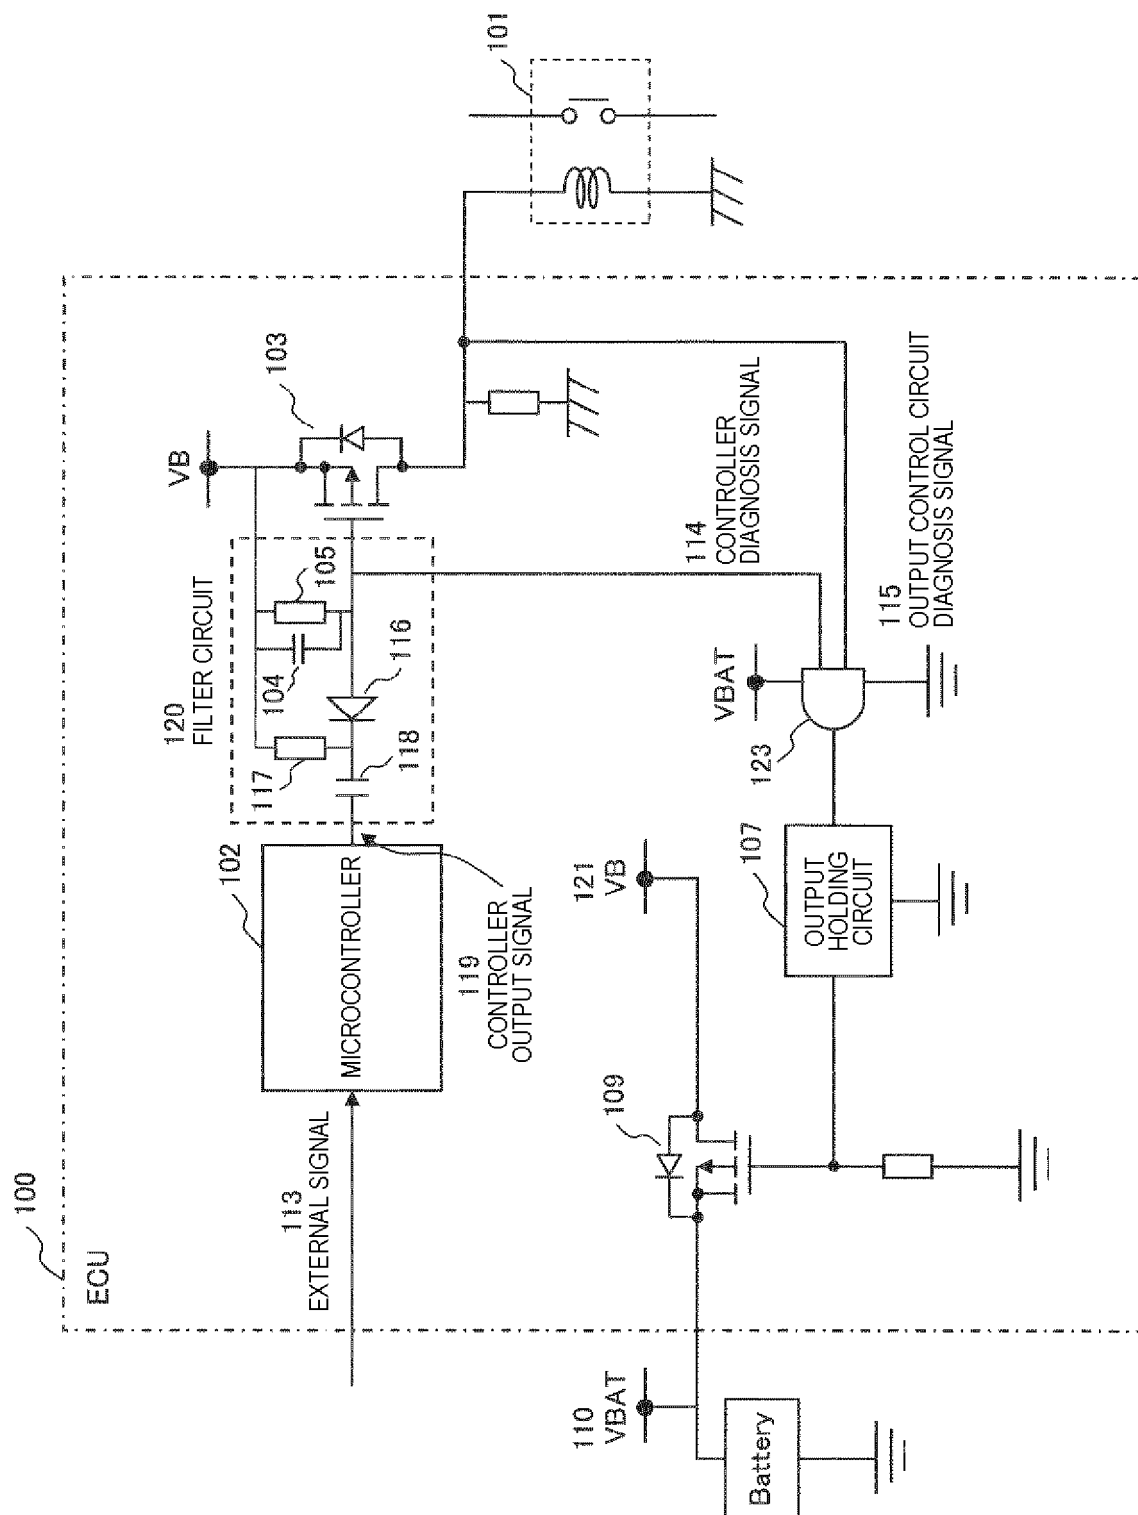 100
ECU
101
VB
103
120
FILTER CIRCUIT
105
104
116
117
118
102
MICROCONTROLLER
113
EXTERNAL SIGNAL
119
CONTROLLER
OUTPUT SIGNAL
114
CONTROLLER
DIAGNOSIS SIGNAL
115
OUTPUT CONTROL CIRCUIT
DIAGNOSIS SIGNAL
VBAT
123
107
OUTPUT
HOLDING
CIRCUIT
121
VB
109
110
VBAT
Battery